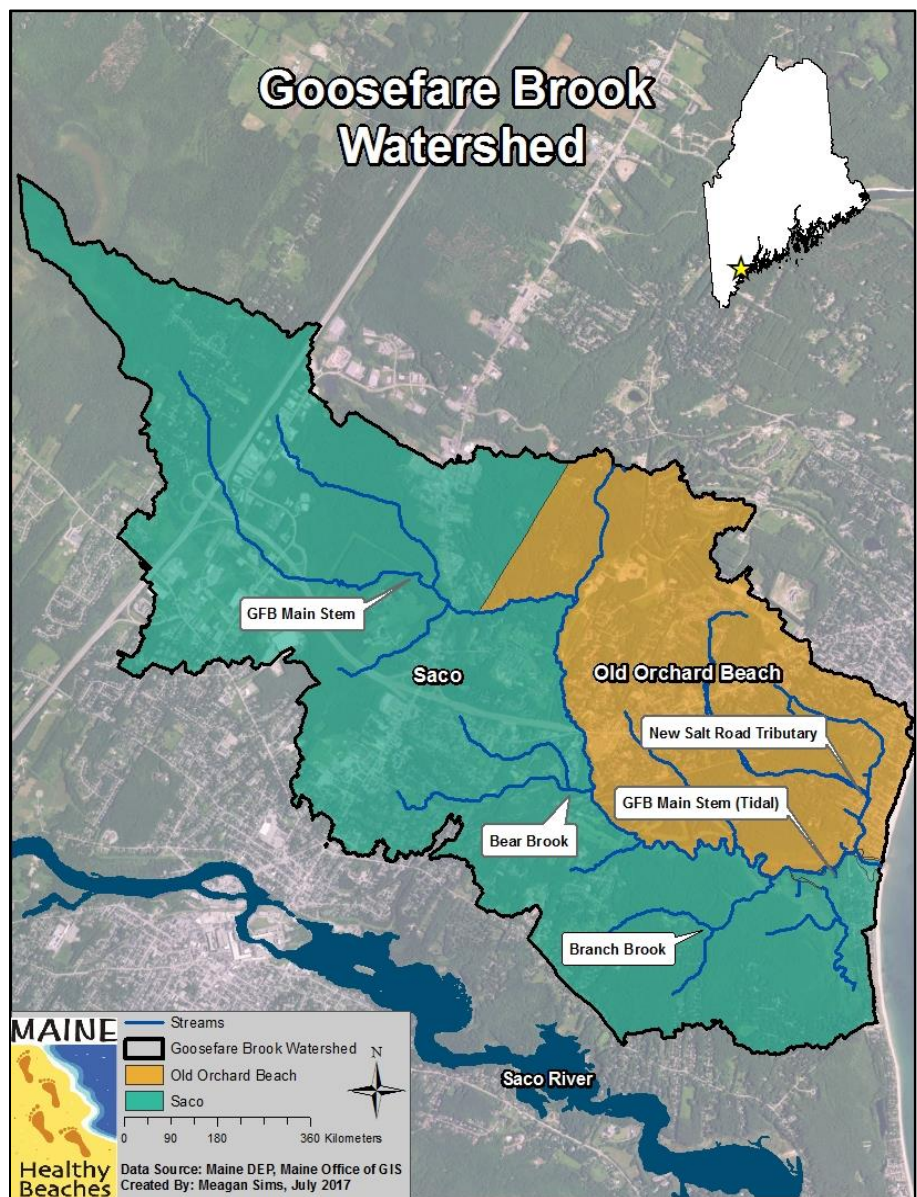 Goosefare Brook
Watershed
GFB Main Stem
Saco
Old Orchard Beach
New Salt Road Tributary
GFB Main Stem (Tidal)
Bear Brook
Branch Brook
Saco River
MAINE
Healthy
Beaches
Streams
Goosefare Brook Watershed
Old Orchard Beach
Saco
N
0 90 180 360 Kilometers
Data Source: Maine DEP, Maine Office of GIS
Created By: Meagan Sims, July 2017